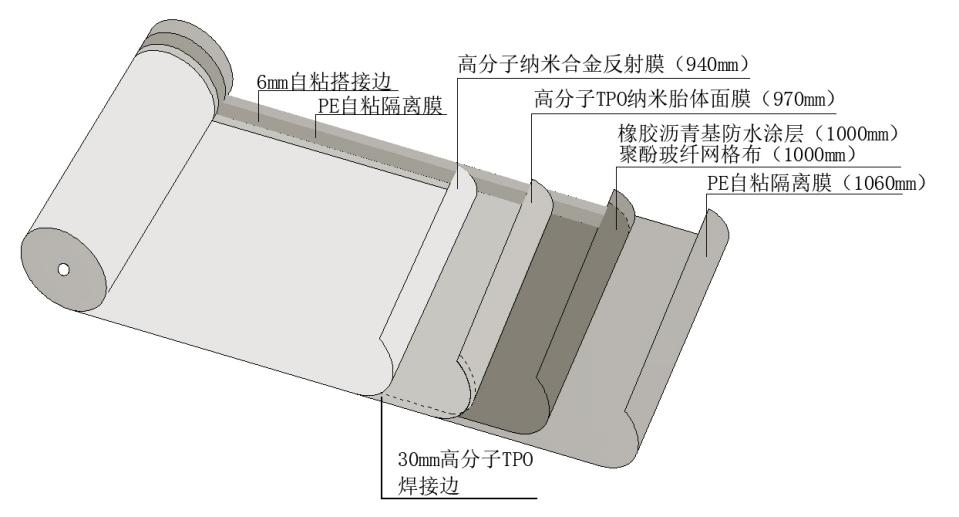 高分子纳米合金反射膜（940mm）
6mm自粘搭接边
PE自粘隔离膜
高分子TPO纳米胎体面膜（970mm）
橡胶沥青基防水涂层（1000mm）
聚酚玻纤网格布（1000mm）
PE自粘隔离膜（1060mm）
30mm高分子TPO
焊接边